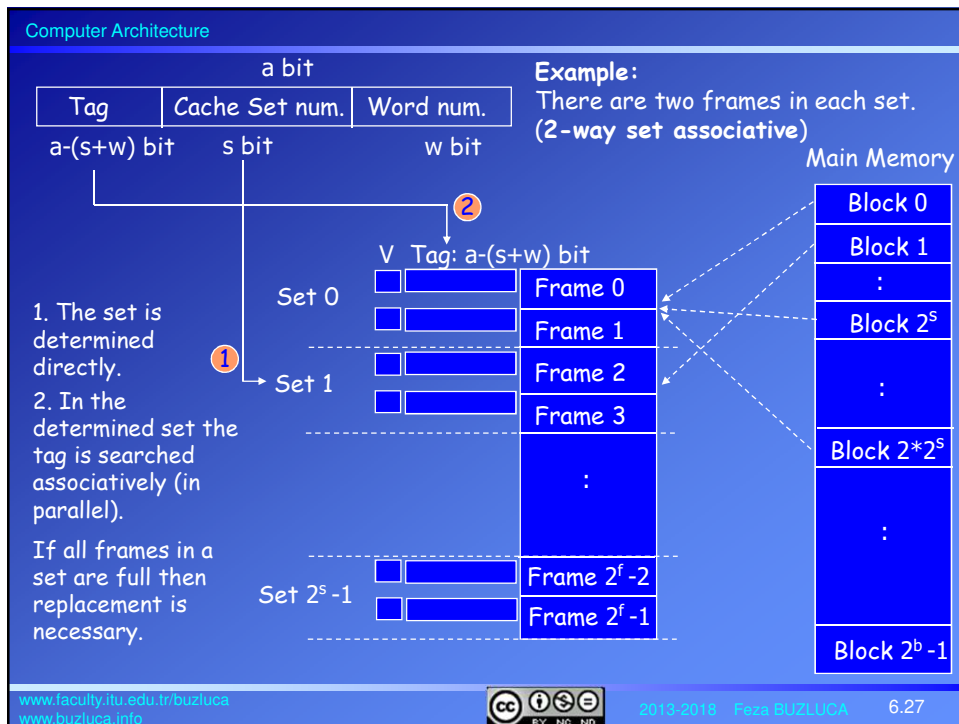 Computer Architecture
a bit
Tag Cache Set num. Word num.
a-(s+w) bit s bit w bit
Example:
There are two frames in each set.
(2-way set associative)
Main Memory
Block 0
Block 1
:
Block 2ˢ
:
Block 2*2ˢ
:
Block 2ᵇ-1
2
V Tag: a-(s+w) bit
Set 0
Frame 0
Frame 1
1
Set 1
Frame 2
Frame 3
:
Set 2ˢ-1
Frame 2ᶠ-2
Frame 2ᶠ-1
1. The set is
determined
directly.
2. In the
determined set the
tag is searched
associatively (in
parallel).
If all frames in a
set are full then
replacement is
necessary.
www.faculty.itu.edu.tr/buzluca
www.buzluca.info
cc
BY NC ND
2013-2018 Feza BUZLUCA
6.27